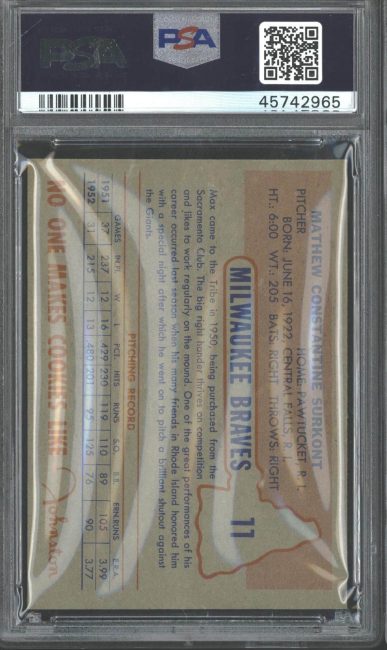 PSA
PSA
45742965
MATHEW CONSTANTINE SURKONT
PITCHER HOME: PAWTUCKET, R. I.
BORN: JUNE 16, 1922, CENTRAL FALLS R. I.
HT.: 6:00 WT.: 205 BATS: RIGHT THROWS: RIGHT
MILWAUKEE BRAVES 11
Max came to the Tribe in 1950, being purchased from the
Sacramento Club. The big right hander thrives on competition
and likes to work regularly on the mound. One of the great performances of his
career occurred last season when his many friends in Rhode Island honored him
with a special night after which he went on to pitch a brilliant shutout against
the Giants.
PITCHING RECORD
GAMES IN.PL. W. L. PCT. HITS RUNS S.O. B.B. ERN.RUNS E.R.A.
1951 37 237 12 16 .429 230 119 110 89 105 3.99
1952 31 215 12 13 .480 201 95 125 76 90 3.77
NO ONE MAKES COOKIES LIKE Johnston